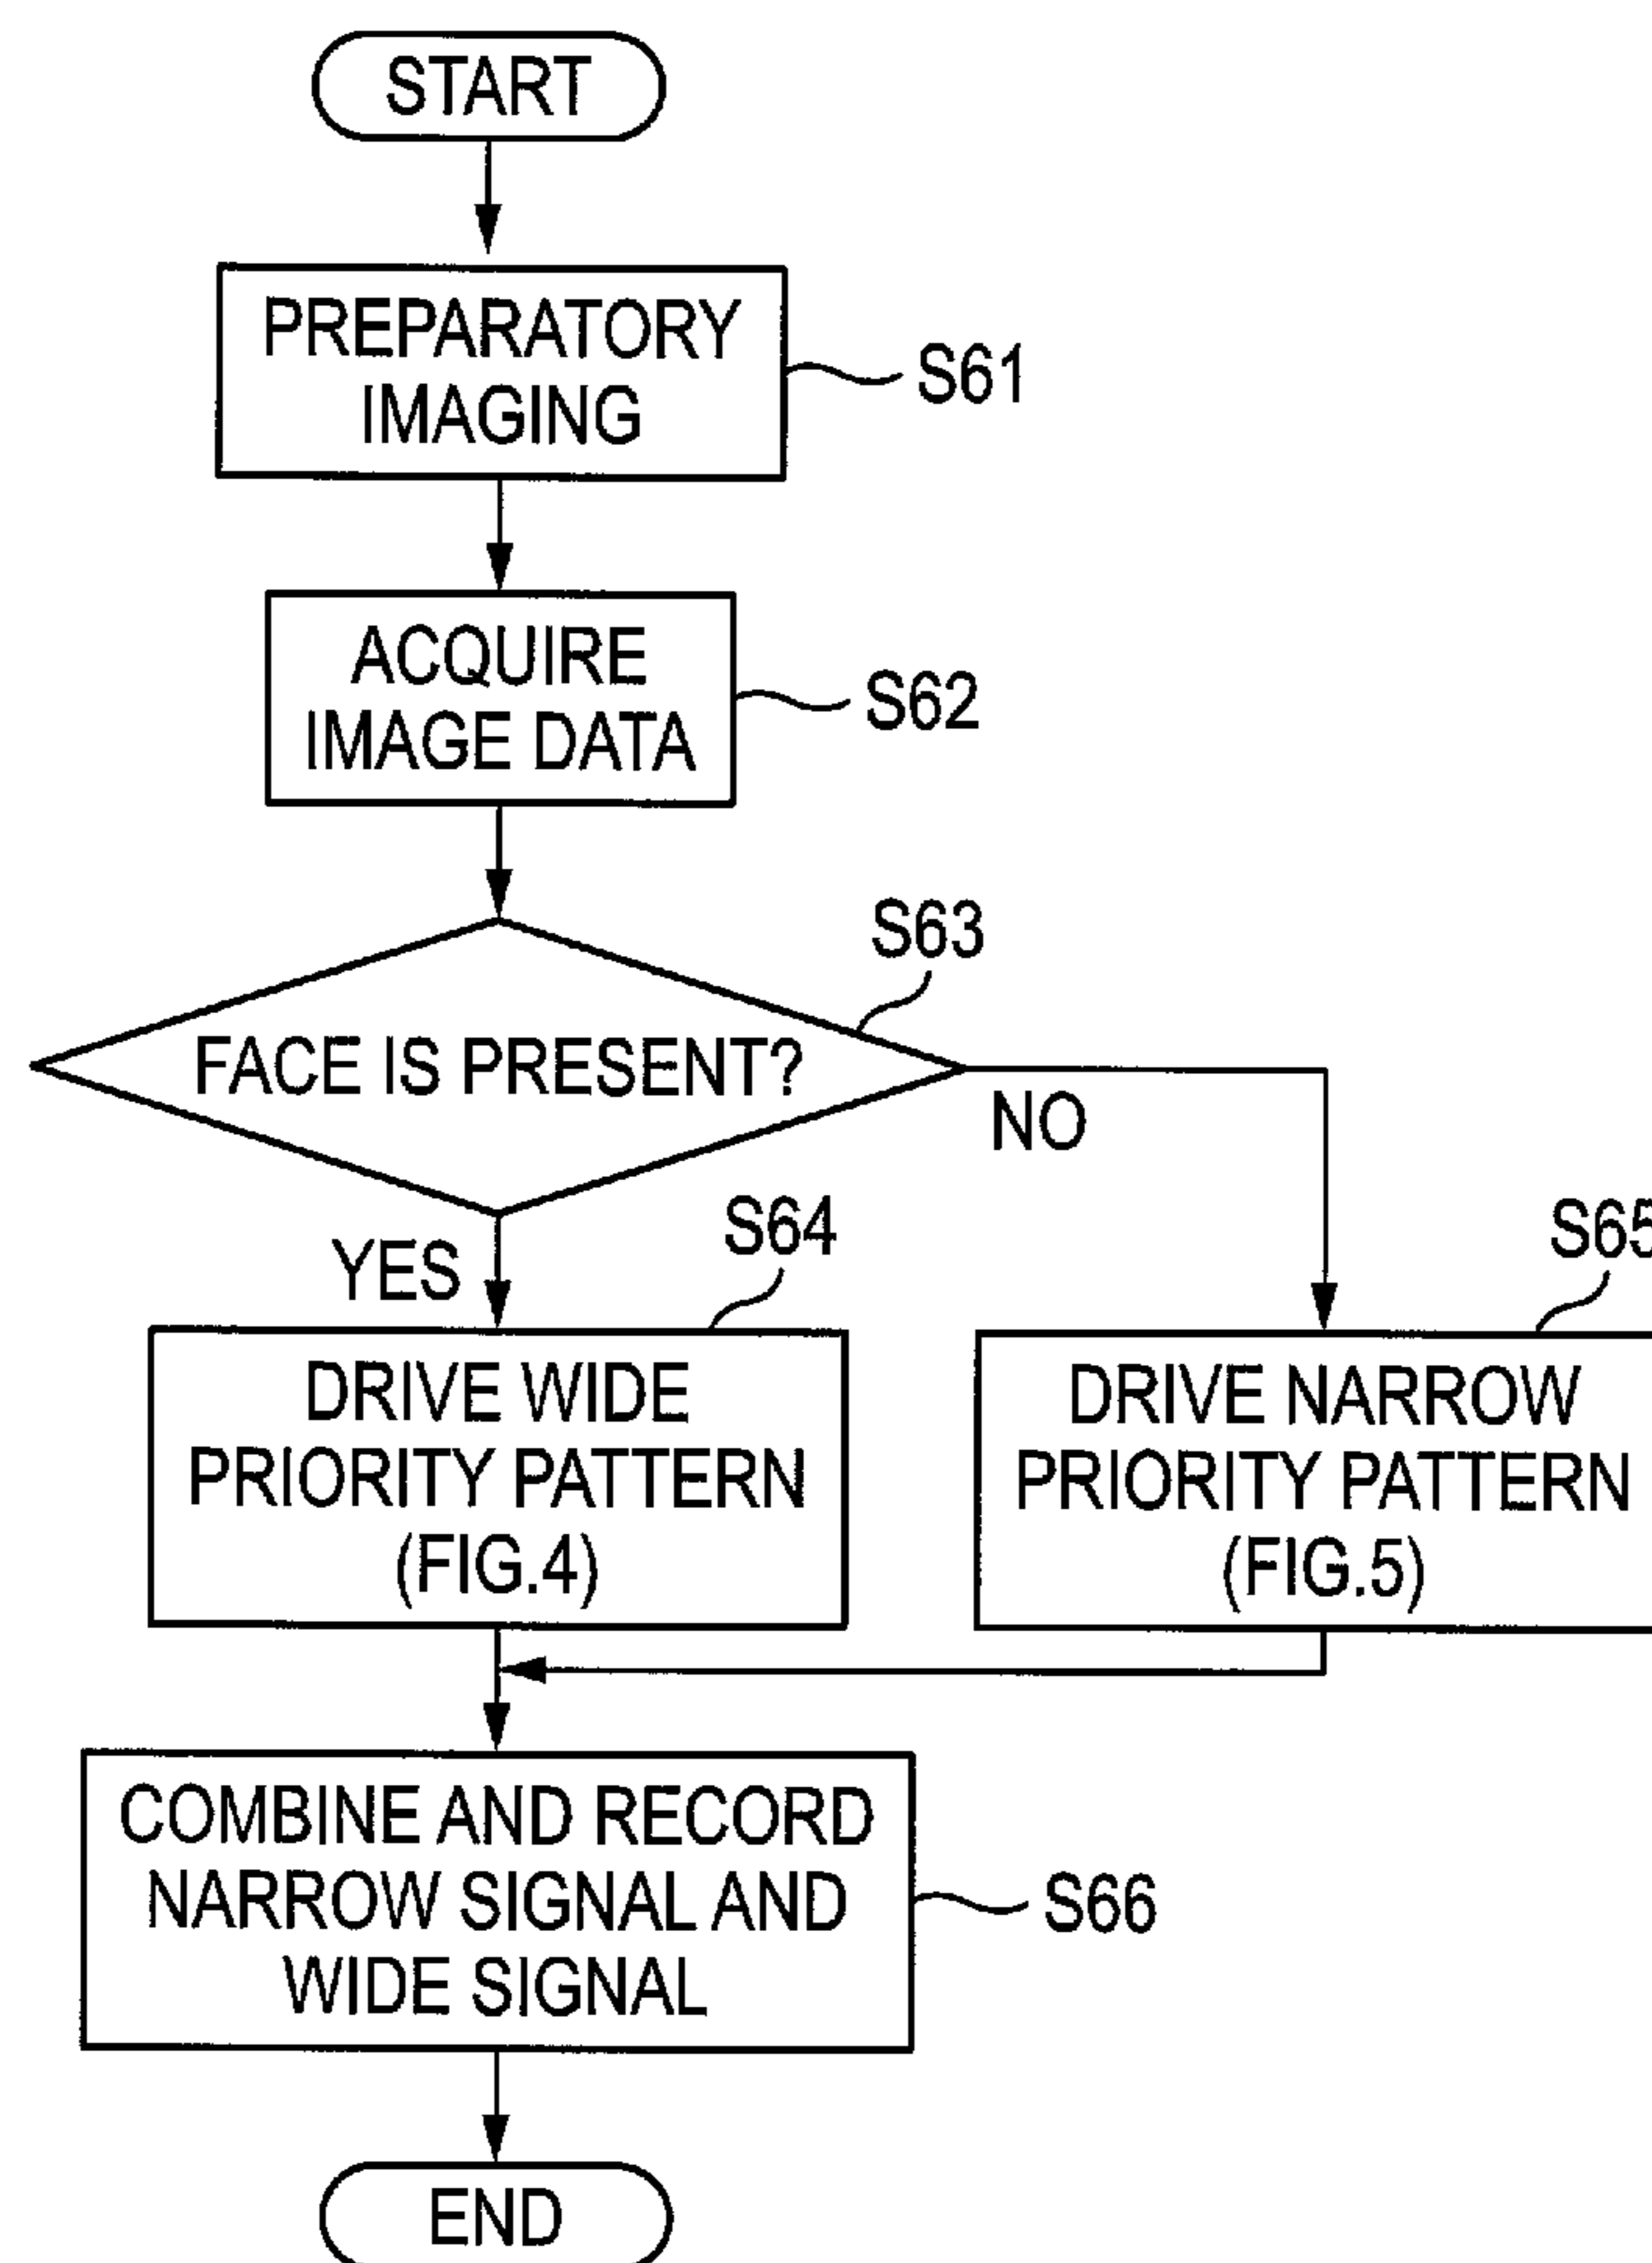 START
PREPARATORY
IMAGING
S61
ACQUIRE
IMAGE DATA
S62
S63
FACE IS PRESENT?
NO
YES
S64
S65
DRIVE WIDE
PRIORITY PATTERN
(FIG.4)
DRIVE NARROW
PRIORITY PATTERN
(FIG.5)
COMBINE AND RECORD
NARROW SIGNAL AND
WIDE SIGNAL
S66
END